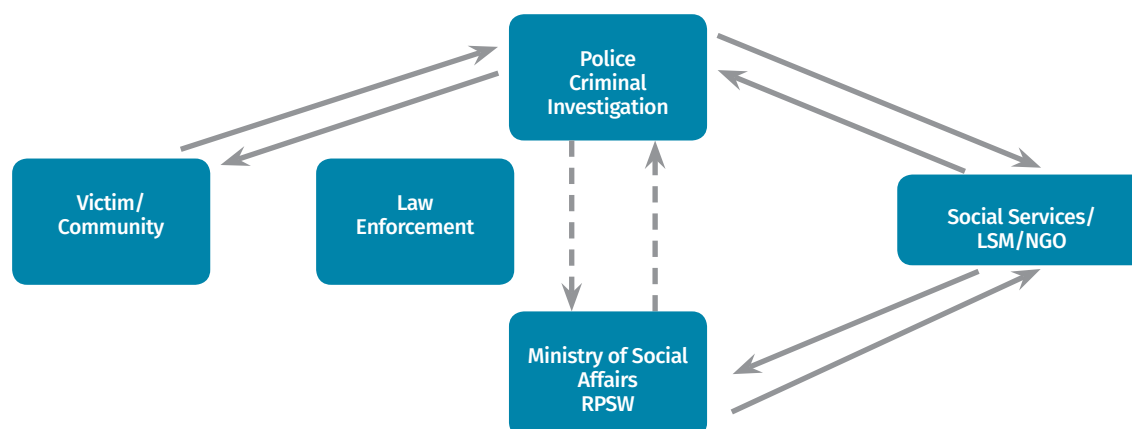 Police
Criminal
Investigation
Victim/
Community
Law
Enforcement
Social Services/
LSM/NGO
Ministry of Social
Affairs
RPSW